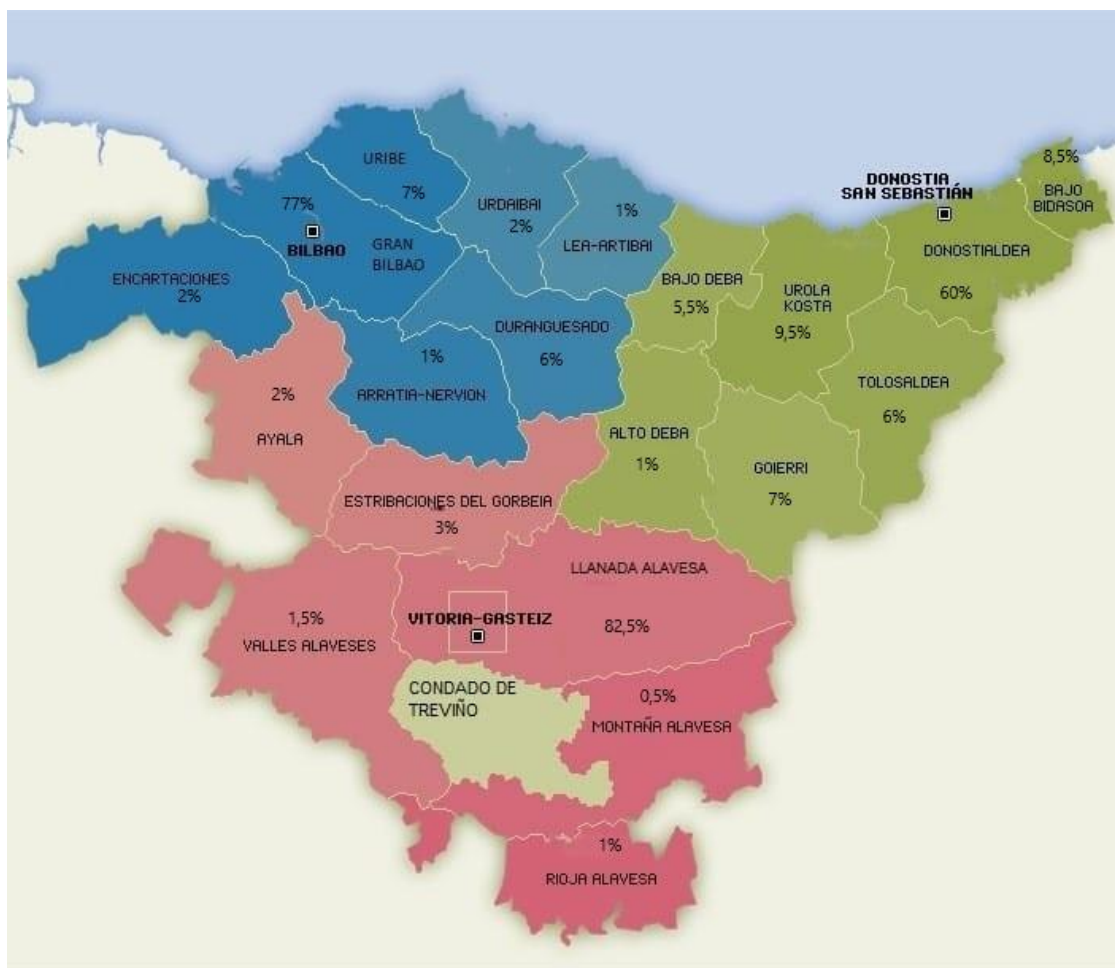 URIBE
7%
77%
BILBAO
GRAN
BILBAO
URDAIBAI
2%
1%
LEA-ARTIBAI
ENCARTACIONES
2%
DURANGUESADO
6%
1%
ARRATIA-NERVION
8,5%
BAJO
BIDASOA
DONOSTIA
SAN SEBASTIÁN
DONOSTIALDEA
60%
BAJO DEBA
5,5%
UROLA
KOSTA
9,5%
TOLOSALDEA
6%
ALTO DEBA
1%
GOIERRI
7%
2%
AYALA
ESTRIBACIONES DEL GORBEIA
3%
LLANADA ALAVESA
82,5%
VITORIA-GASTEIZ
1,5%
VALLES ALAVESES
CONDADO DE
TREVIÑO
0,5%
MONTAÑA ALAVESA
1%
RIOJA ALAVESA